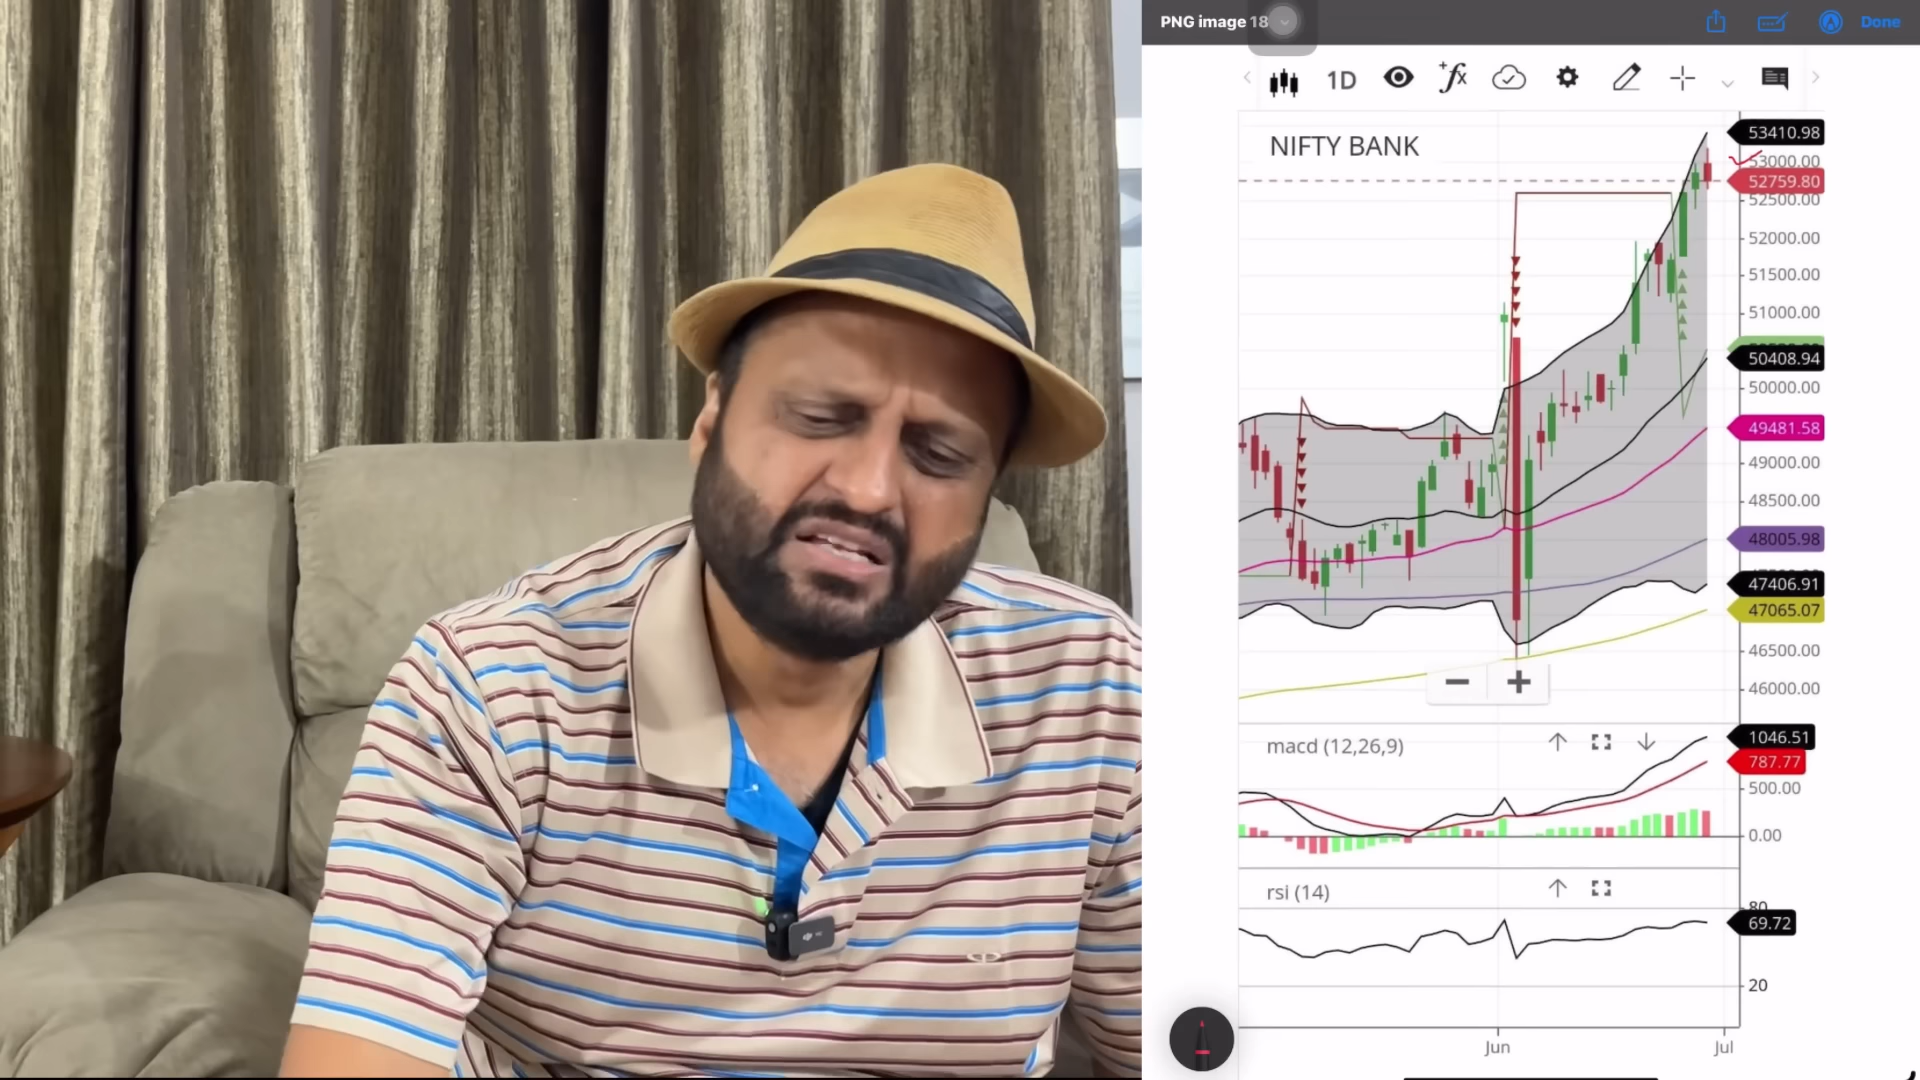 PNG image 18
Done
1D
fx
NIFTY BANK
53410.98
53000.00
52759.80
52500.00
52000.00
51500.00
51000.00
50408.94
50000.00
49481.58
49000.00
48500.00
48005.98
47406.91
47065.07
46500.00
46000.00
macd (12,26,9)
1046.51
787.77
500.00
0.00
rsi (14)
80
69.72
20
Jun
Jul